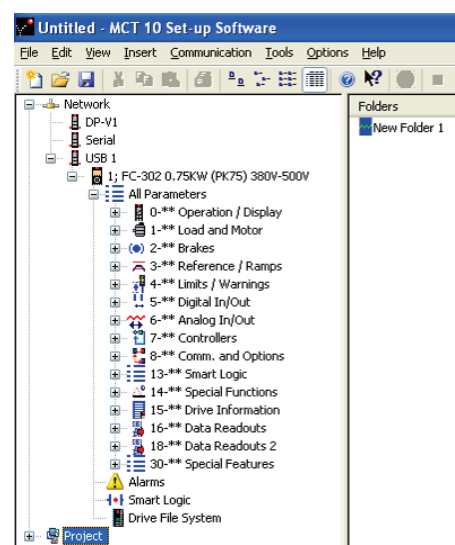 Untitled - MCT 10 Set-up Software
File Edit View Insert Communication Tools Options Help
Network
DP-V1
Serial
USB 1
1; FC-302 0.75KW (PK75) 380V-500V
All Parameters
0-** Operation / Display
1-** Load and Motor
2-** Brakes
3-** Reference / Ramps
4-** Limits / Warnings
5-** Digital In/Out
6-** Analog In/Out
7-** Controllers
8-** Comm. and Options
13-** Smart Logic
14-** Special Functions
15-** Drive Information
16-** Data Readouts
18-** Data Readouts 2
30-** Special Features
Alarms
Smart Logic
Drive File System
Project
Folders
New Folder 1